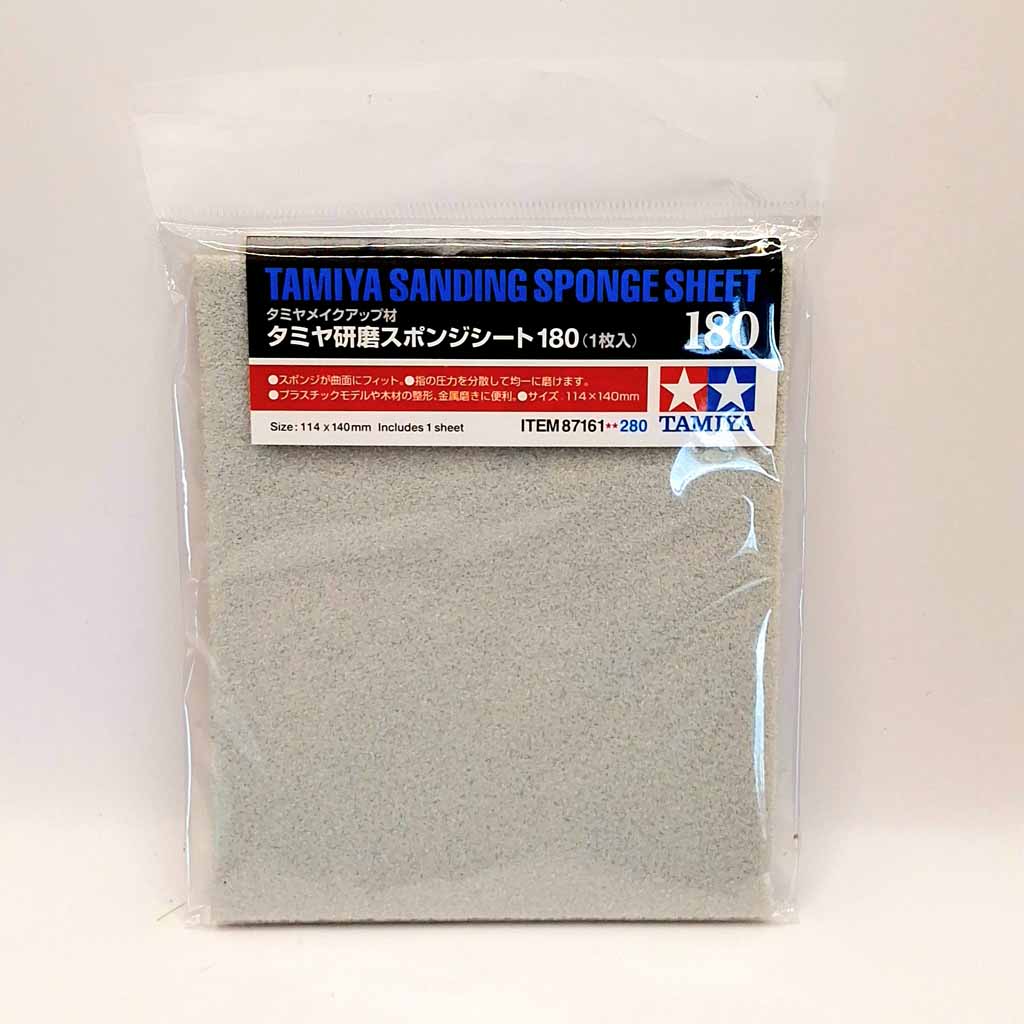 TAMIYA SANDING SPONGE SHEET
タミヤメイクアップ材
タミヤ研磨スポンジシート180(1枚入)
180
●スポンジが曲面にフィット。●指の圧力を分散して均一に磨けます。
●プラスチックモデルや木材の整形、金属磨きに便利。●サイズ 114×140mm
Size: 114 x 140mm Includes 1 sheet
ITEM 87161★★280
TAMIYA